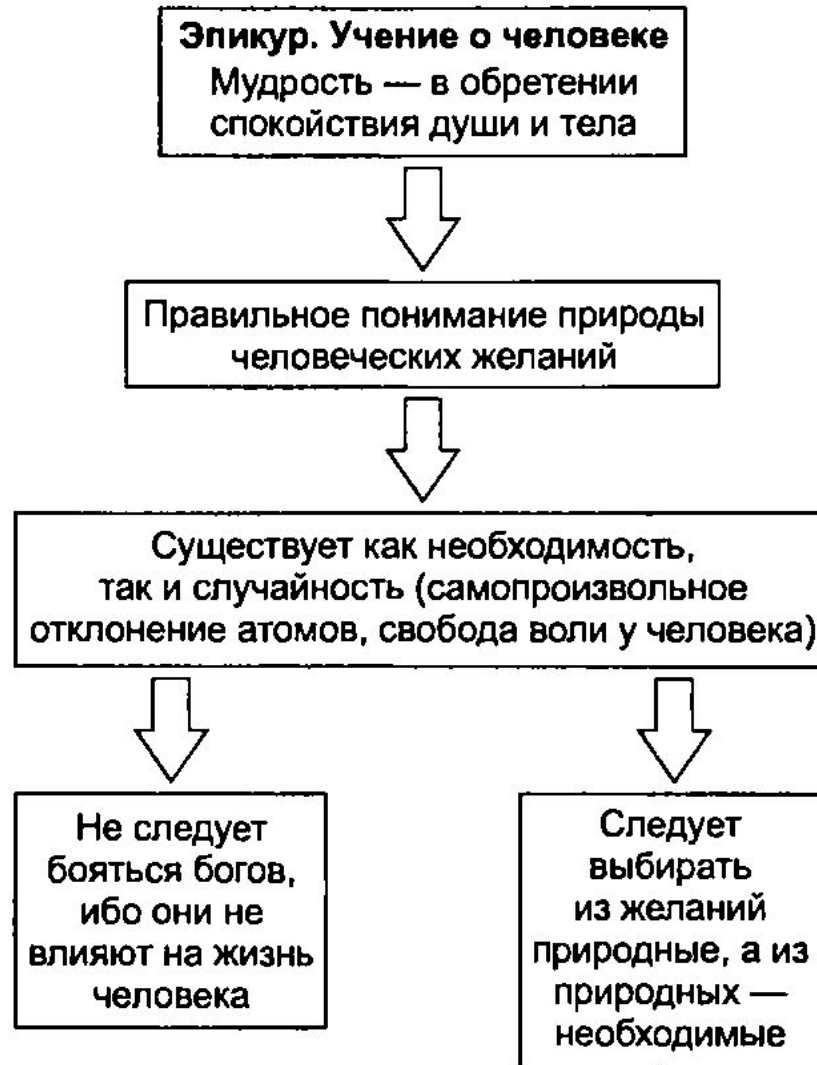 Эпикур. Учение о человеке
Мудрость — в обретении
спокойствия души и тела
Правильное понимание природы
человеческих желаний
Существует как необходимость,
так и случайность (самопроизвольное
отклонение атомов, свобода воли у человека)
Не следует
бояться богов,
ибо они не
влияют на жизнь
человека
Следует
выбирать
из желаний
природные, а из
природных —
необходимые